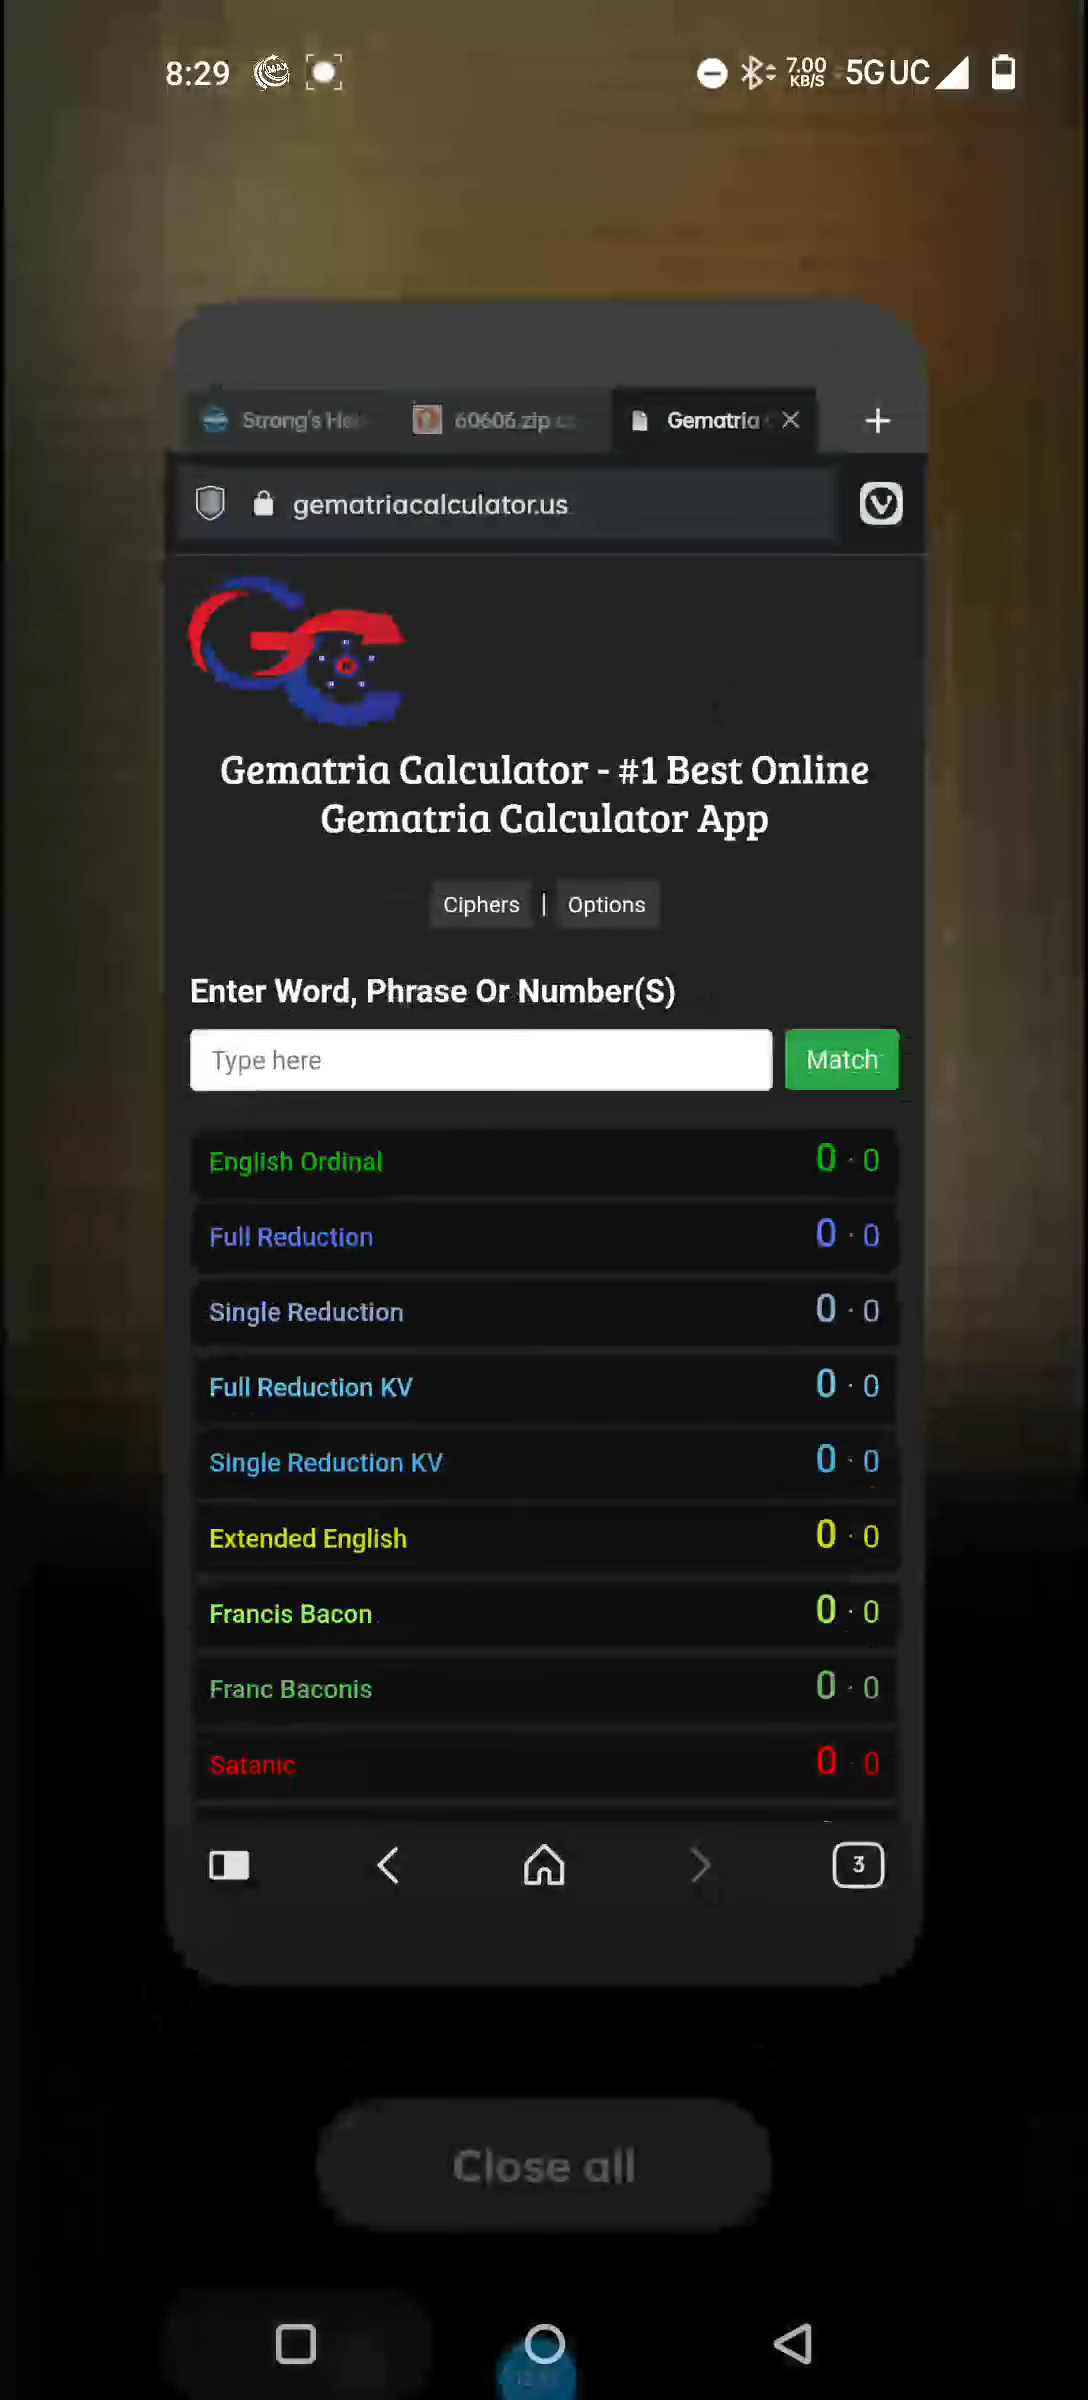 8:29 7.00 KB/S 5G UC
Strong's He 60606 zip Gematria
gematriacalculator.us
GC
Gematria Calculator - #1 Best Online
Gematria Calculator App
Ciphers | Options
Enter Word, Phrase Or Number(S)
Type here Match
English Ordinal 0 · 0
Full Reduction 0 · 0
Single Reduction 0 · 0
Full Reduction KV 0 · 0
Single Reduction KV 0 · 0
Extended English 0 · 0
Francis Bacon 0 · 0
Franc Baconis 0 · 0
Satanic 0 · 0
3
Close all